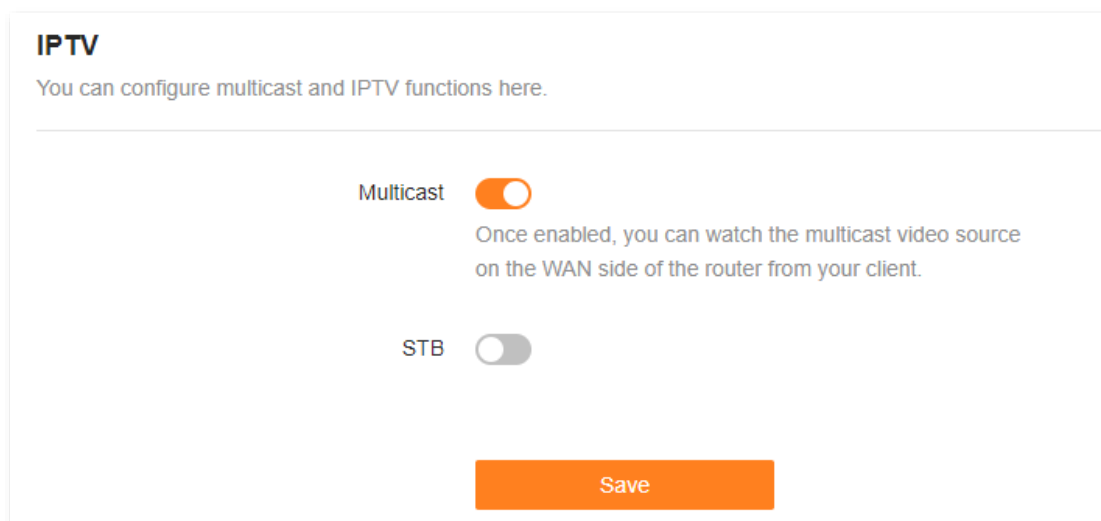 IPTV
You can configure multicast and IPTV functions here.
Multicast
Once enabled, you can watch the multicast video source
on the WAN side of the router from your client.
STB
Save